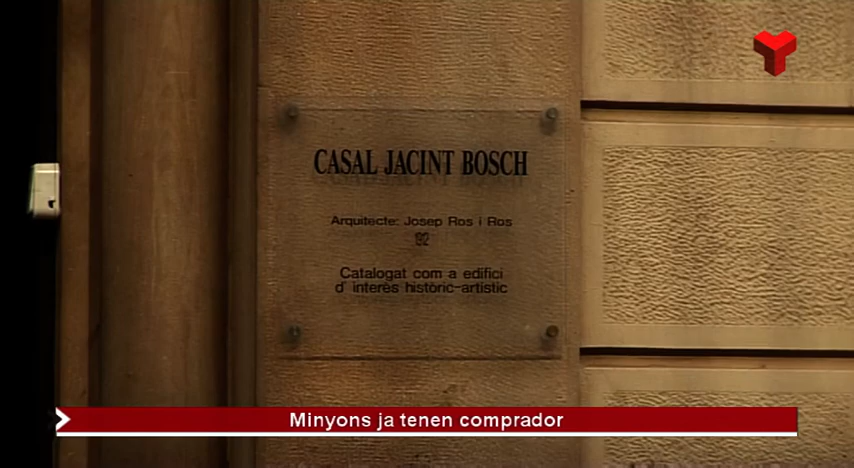 CASAL JACINT BOSCH
Arquitecte: Josep Ros i Ros
Catalogat com a edifici
d' interès històric-artístic
Minyons ja tenen comprador